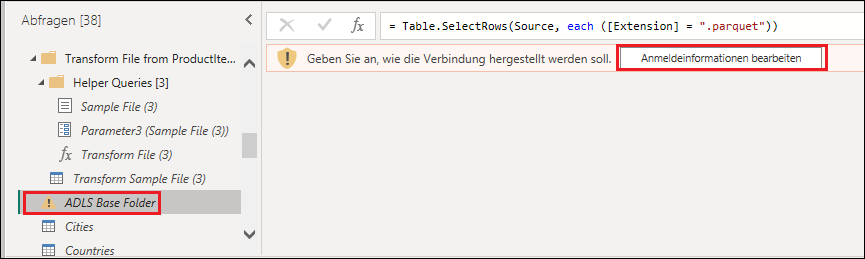 Abfragen [38]
Transform File from ProductIte...
Helper Queries [3]
Sample File (3)
Parameter3 (Sample File (3))
fx Transform File (3)
Transform Sample File (3)
ADLS Base Folder
Cities
Countries
fx = Table.SelectRows(Source, each ([Extension] = ".parquet"))
Geben Sie an, wie die Verbindung hergestellt werden soll. Anmeldeinformationen bearbeiten